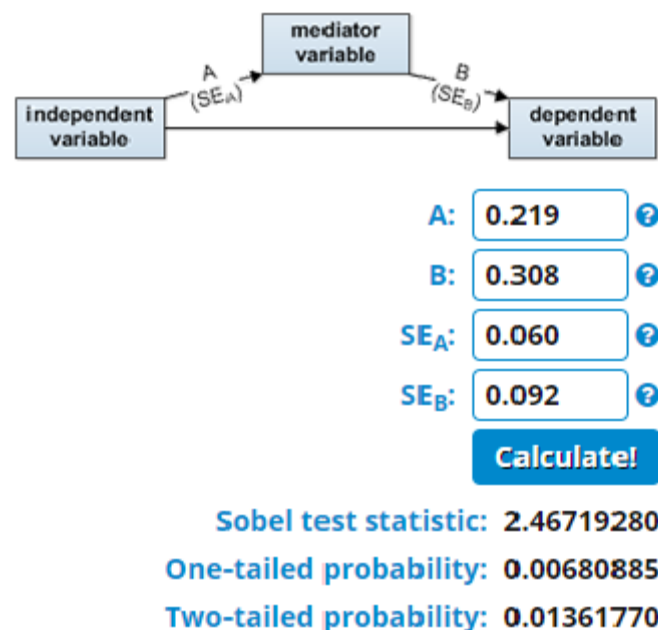 mediator
variable
A
(SEA)
B
(SEB)
independent
variable
dependent
variable
A: 0.219 ?
B: 0.308 ?
SEA: 0.060 ?
SEB: 0.092 ?
Calculate!
Sobel test statistic: 2.46719280
One-tailed probability: 0.00680885
Two-tailed probability: 0.01361770